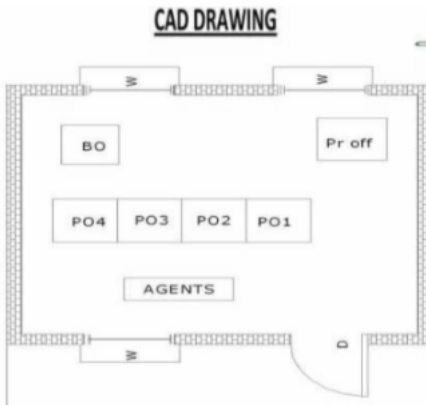 CAD DRAWING
W W
BO Pr off
PO4 PO3 PO2 PO1
AGENTS
W D